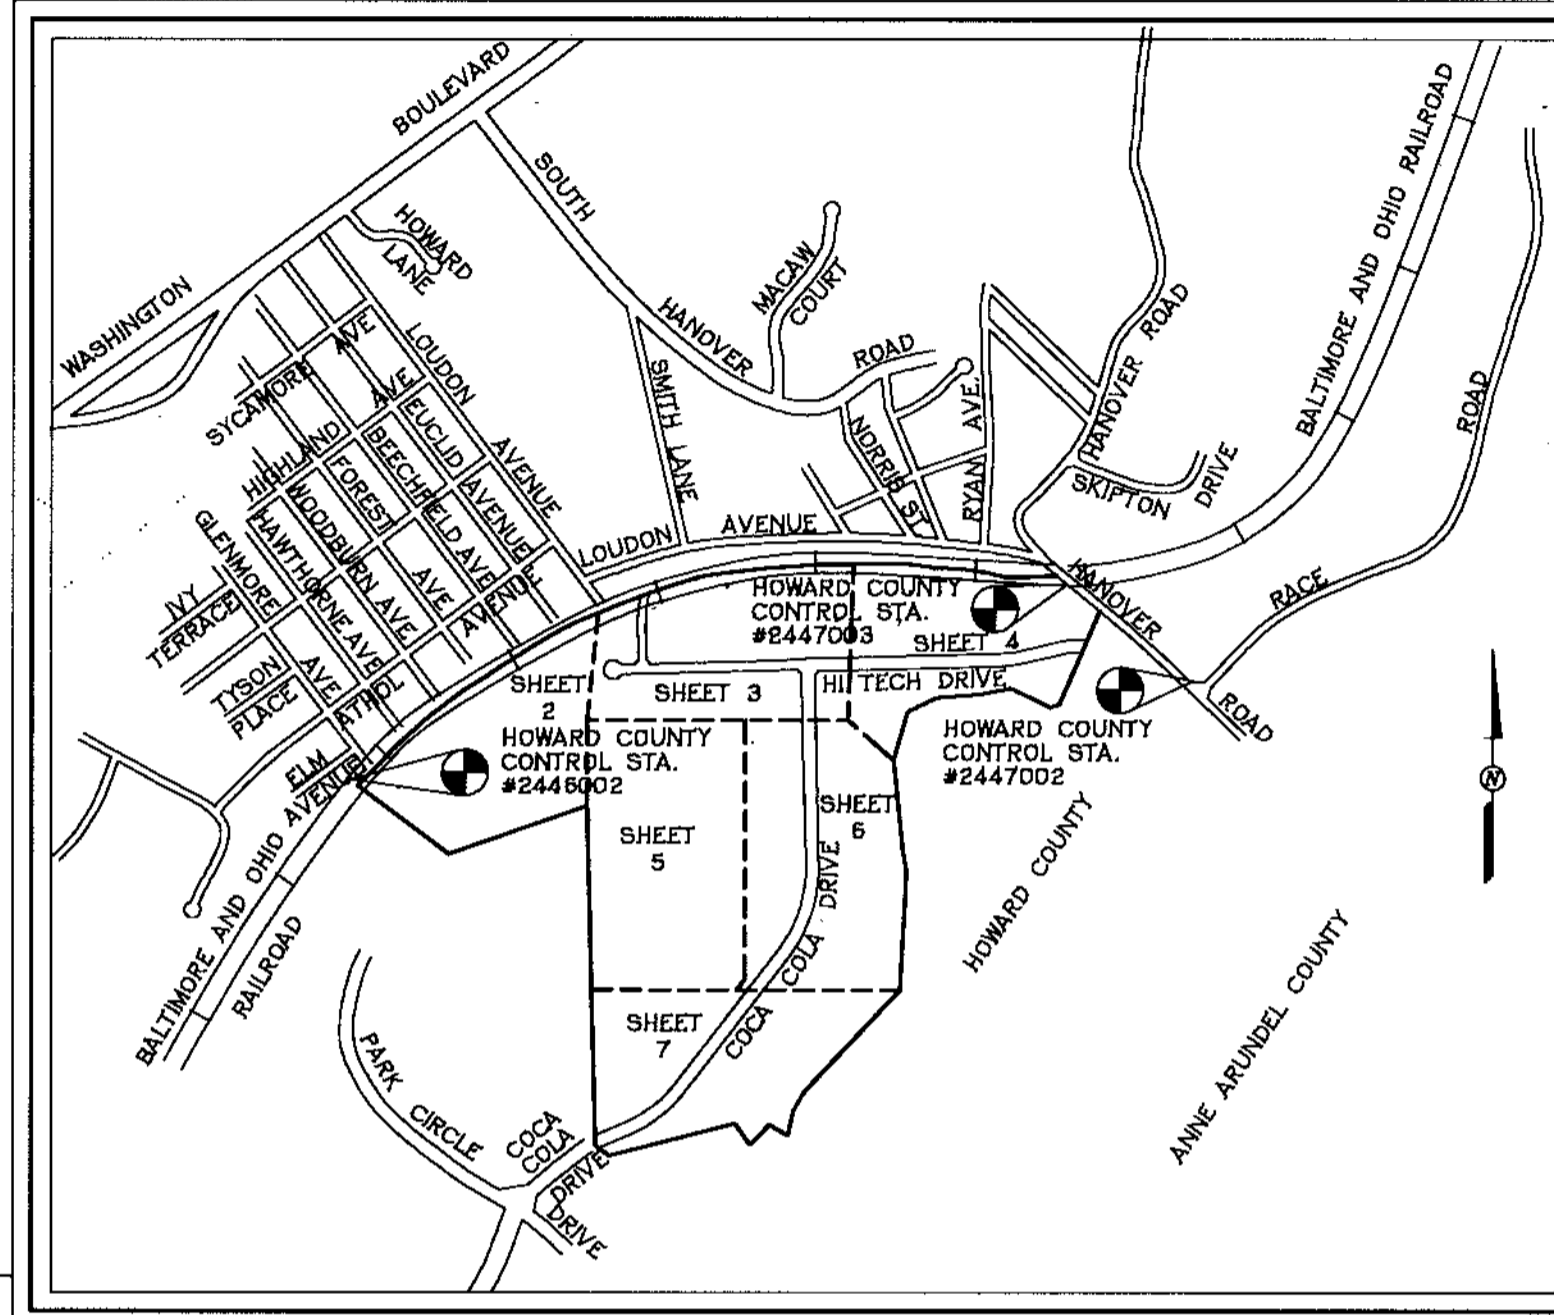 WASHINGTON BOULEVARD
HOWARD
LANE
SOUTH HANOVER ROAD
MACAW
COURT
SMITH LANE
NORRIS ST.
RYAN AVE.
HANOVER ROAD
SKIPTON DRIVE
BALTIMORE AND OHIO RAILROAD
RACE ROAD
SYCAMORE AVE
LOUDON AVENUE
HIGHLAND AVE
EUCLID AVENUE
BEECHFIELD AVENUE
FOREST AVE
WOODBURN AVE
HAWTHORNE AVE
GLENMORE AVE
IVY
TERRACE
TYSON
PLACE
ATHOL AVENUE
ELM
AVENUE
LOUDON AVENUE
HOWARD COUNTY
CONTROL STA.
#2447003
HANOVER ROAD
SHEET 4
SHEET
2
SHEET 3
HI TECH DRIVE
HOWARD COUNTY
CONTROL STA.
#2446002
HOWARD COUNTY
CONTROL STA.
#2447002
N
SHEET
5
SHEET
6
SHEET
7
COCA COLA DRIVE
HOWARD COUNTY
ANNE ARUNDEL COUNTY
BALTIMORE AND OHIO
RAILROAD
PARK CIRCLE DRIVE
COCA
COLA
DRIVE